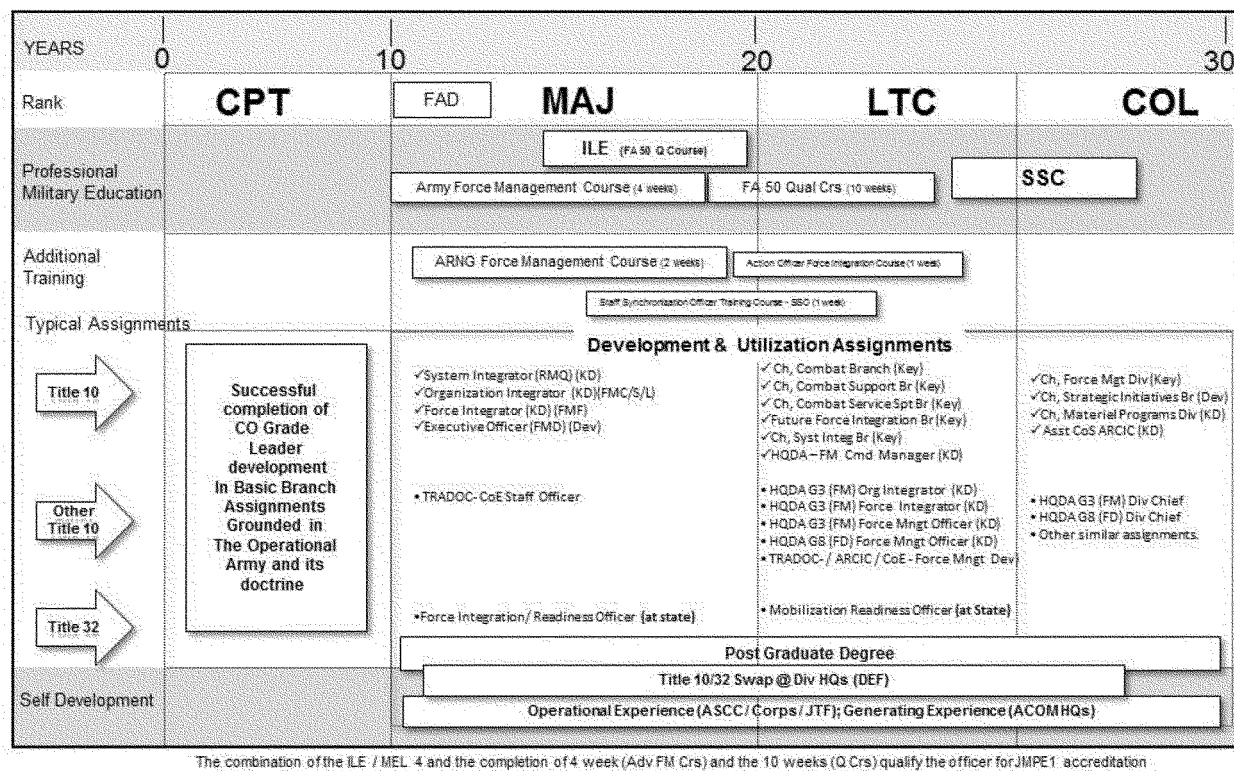 YEARS
0
10
20
30
Rank
CPT
FAD
MAJ
LTC
COL
Professional
Military Education
ILE (FA 50 Q Course)
Army Force Management Course (4 weeks)
FA 50 Qual Crs (10 weeks)
SSC
Additional
Training
ARNG Force Management Course (2 weeks)
Action Officer Force Integration Course (1 week)
Staff Synchronization Officer Training Course - SSO (1 week)
Typical Assignments
Development & Utilization Assignments
Title 10
Other
Title 10
Title 32
Successful
completion of
CO Grade
Leader
development
In Basic Branch
Assignments
Grounded in
The Operational
Army and its
doctrine
✓System Integrator (RMQ) (KD)
✓Organization Integrator (KD)(FMC/S/L)
✓Force Integrator (KD) (FMF)
✓Executive Officer (FMD) (Dev)
▪TRADOC- CoE Staff Officer
▪Force Integration/ Readiness Officer (at state)
✓Ch, Combat Branch (Key)
✓Ch, Combat Support Br (Key)
✓Ch, Combat Service Spt Br (Key)
✓Future Force Integration Br (Key)
✓Ch, Syst Integ Br (Key)
✓HQDA – FM Cmd Manager (KD)
▪HQDA G3 (FM) Org Integrator (KD)
▪HQDA G3 (FM) Force Integrator (KD)
▪HQDA G3 (FM) Force Mngt Officer (KD)
▪HQDA G8 (FD) Force Mngt Officer (KD)
▪TRADOC- / ARCIC / CoE - Force Mngt Dev)
▪Mobilization Readiness Officer (at State)
✓Ch, Force Mgt Div (Key)
✓Ch, Strategic Initiatives Br (Dev)
✓Ch, Materiel Programs Div (KD)
✓Asst CoS ARCIC (KD)
▪HQDA G3 (FM) Div Chief
▪HQDA G8 (FD) Div Chief
▪Other similar assignments.
Self Development
Post Graduate Degree
Title 10/32 Swap @ Div HQs (DEF)
Operational Experience (ASCC / Corps / JTF); Generating Experience (ACOM HQs)
The combination of the ILE / MEL 4 and the completion of 4 week (Adv FM Crs) and the 10 weeks (Q Crs) qualify the officer for JMPE1 accreditation